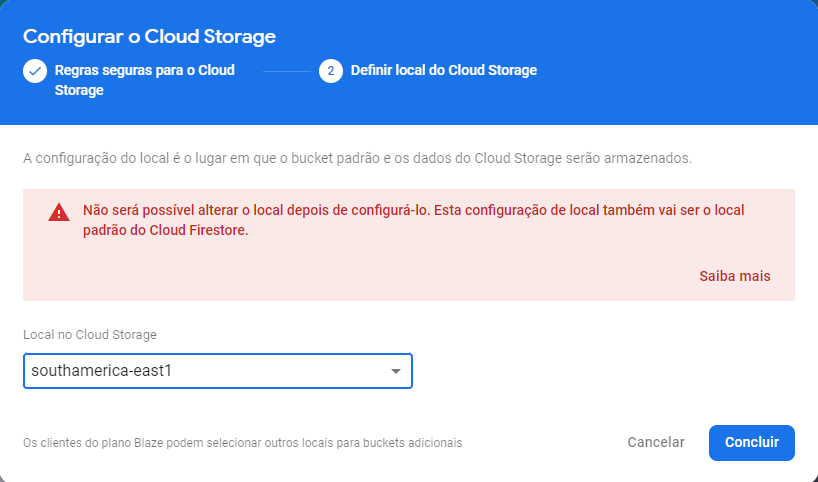 Configurar o Cloud Storage
Regras seguras para o Cloud
Storage
2
Definir local do Cloud Storage
A configuração do local é o lugar em que o bucket padrão e os dados do Cloud Storage serão armazenados.
Não será possível alterar o local depois de configurá-lo. Esta configuração de local também vai ser o local
padrão do Cloud Firestore.
Saiba mais
Local no Cloud Storage
southamerica-east1
Os clientes do plano Blaze podem selecionar outros locais para buckets adicionais
Cancelar
Concluir